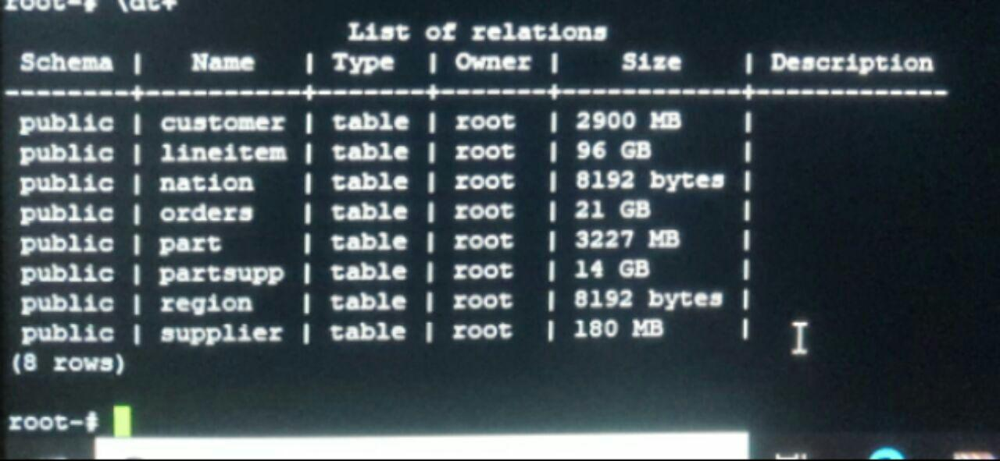 root-# \dt+
List of relations
Schema | Name | Type | Owner | Size | Description
--------+----------+-------+-------+------------+-------------
public | customer | table | root | 2900 MB |
public | lineitem | table | root | 96 GB |
public | nation | table | root | 8192 bytes |
public | orders | table | root | 21 GB |
public | part | table | root | 3227 MB |
public | partsupp | table | root | 14 GB |
public | region | table | root | 8192 bytes |
public | supplier | table | root | 180 MB |
(8 rows)
root-#